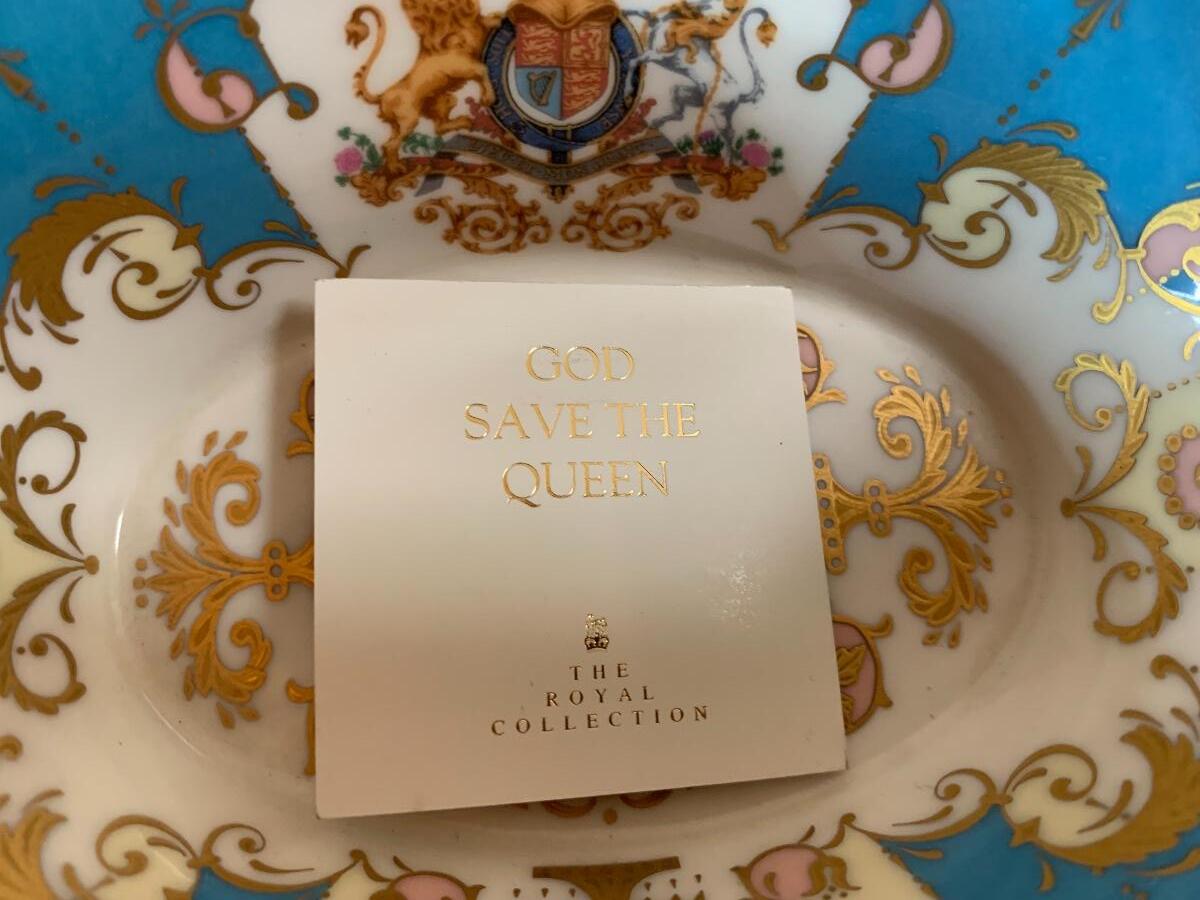 GOD
SAVE THE
QUEEN
THE
ROYAL
COLLECTION